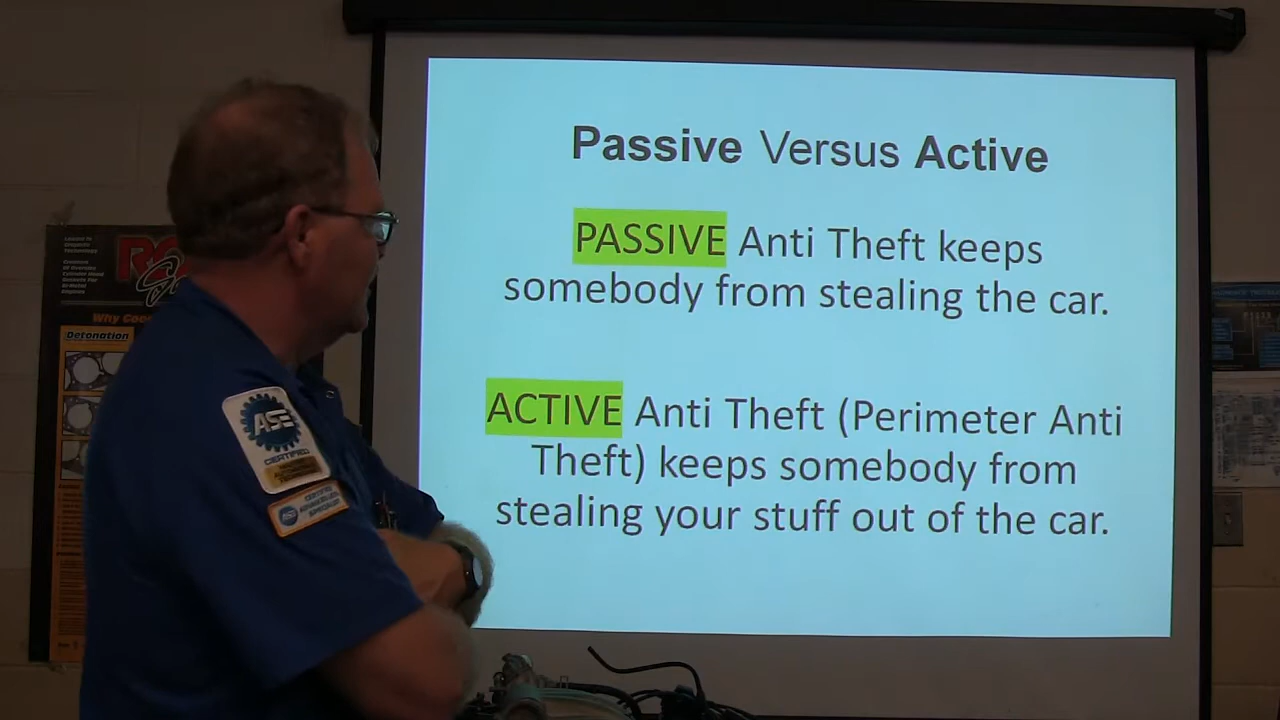 Passive Versus Active
PASSIVE Anti Theft keeps
somebody from stealing the car.
ACTIVE Anti Theft (Perimeter Anti
Theft) keeps somebody from
stealing your stuff out of the car.
Why
Detonation
ASE
CERTIFIED